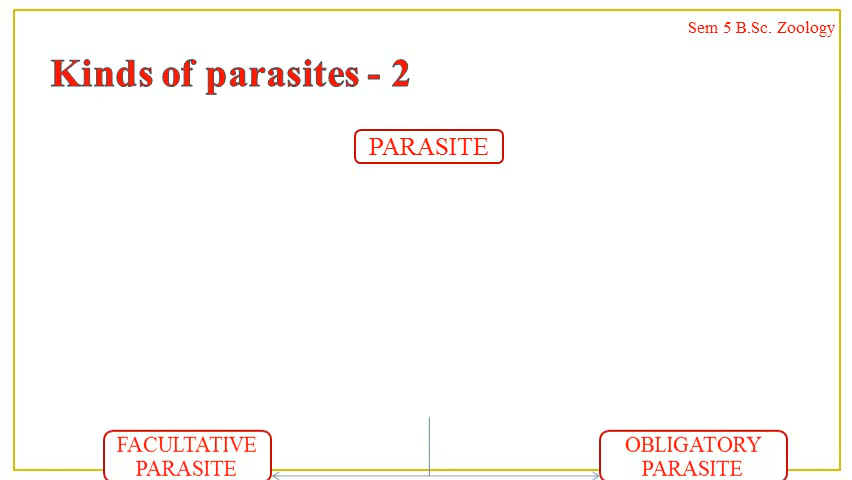 Sem 5 B.Sc. Zoology
Kinds of parasites - 2
PARASITE
FACULTATIVE
PARASITE
OBLIGATORY
PARASITE